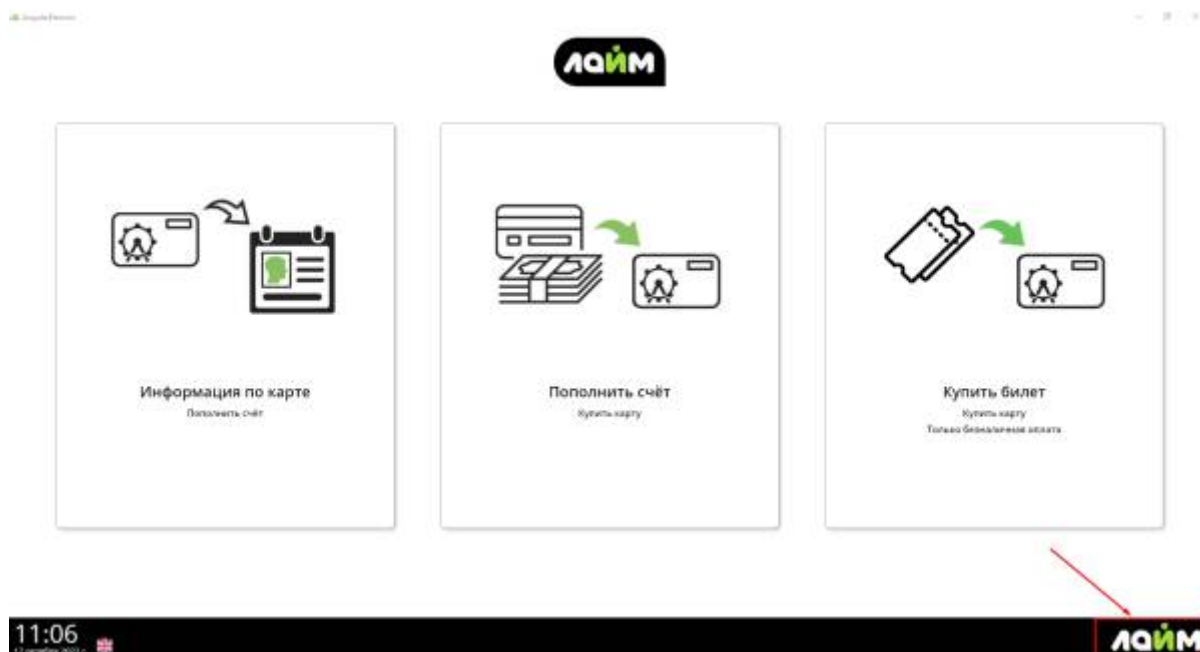 лайм
Информация по карте
Пополнить счёт
Пополнить счёт
Купить карту
Купить билет
Купить карту
Только безналичная оплата
11:06
лайм